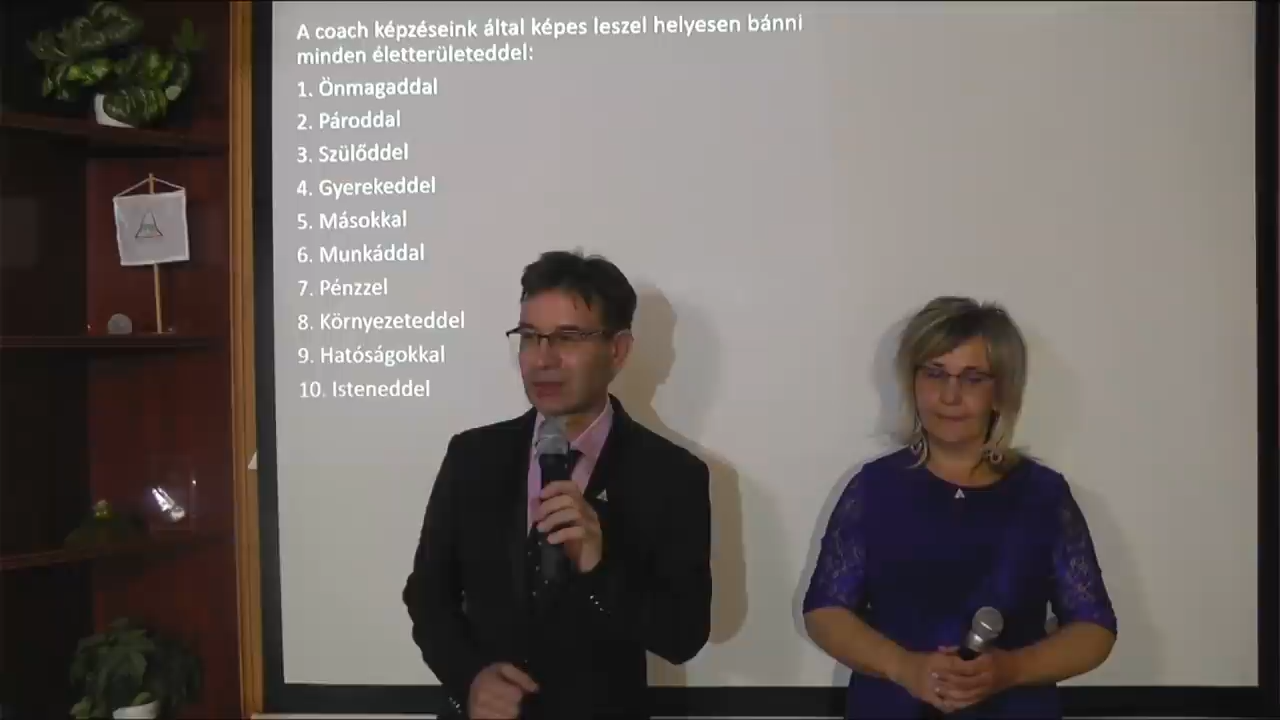 A coach képzéseink által képes leszel helyesen bánni
minden életterületeddel:
1. Önmagaddal
2. Pároddal
3. Szülőddel
4. Gyerekeddel
5. Másokkal
6. Munkáddal
7. Pénzzel
8. Környezeteddel
9. Hatóságokkal
10. Isteneddel